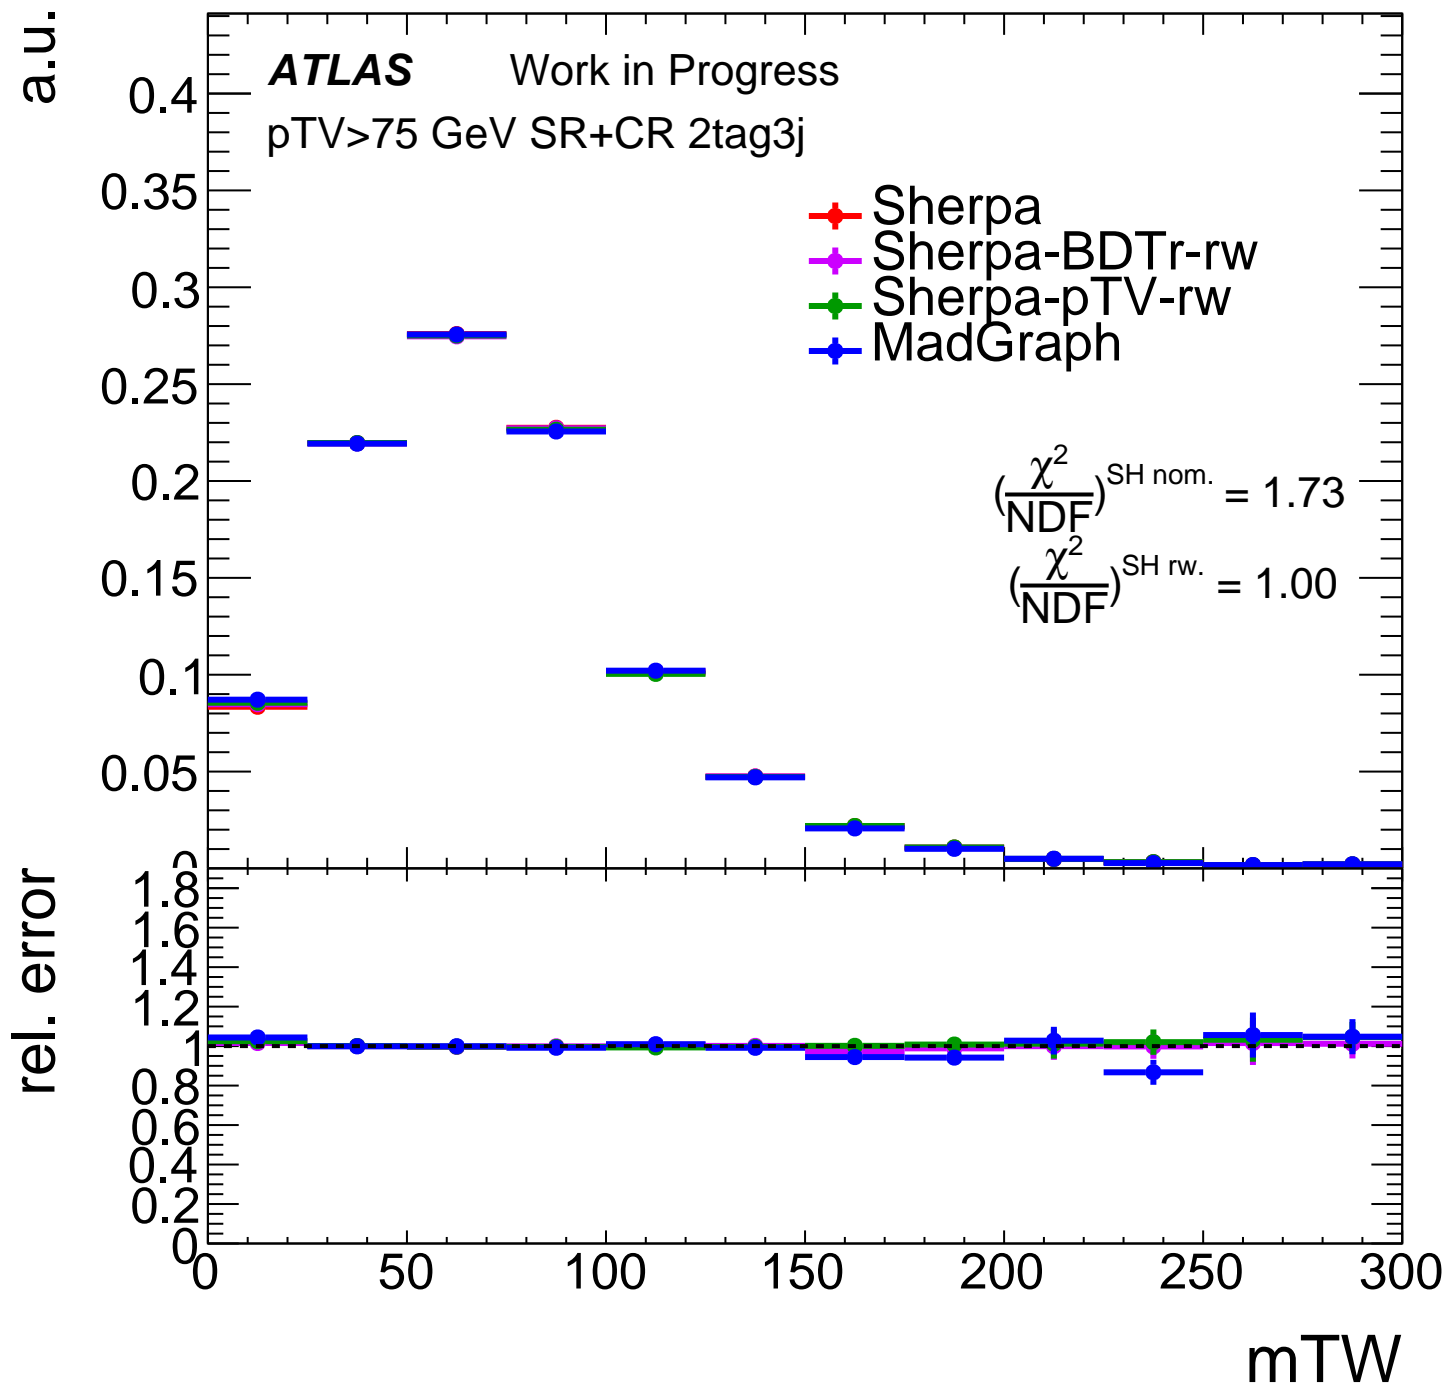 a.u.
ATLAS Work in Progress
pTV>75 GeV SR+CR 2tag3j
0.4
0.35
0.3
0.25
0.2
0.15
0.1
0.05
0
Sherpa
Sherpa-BDTr-rw
Sherpa-pTV-rw
MadGraph
(χ²/NDF)^SH nom. = 1.73
(χ²/NDF)^SH rw. = 1.00
rel. error
1.8
1.6
1.4
1.2
1
0.8
0.6
0.4
0.2
0
0 50 100 150 200 250 300
mTW